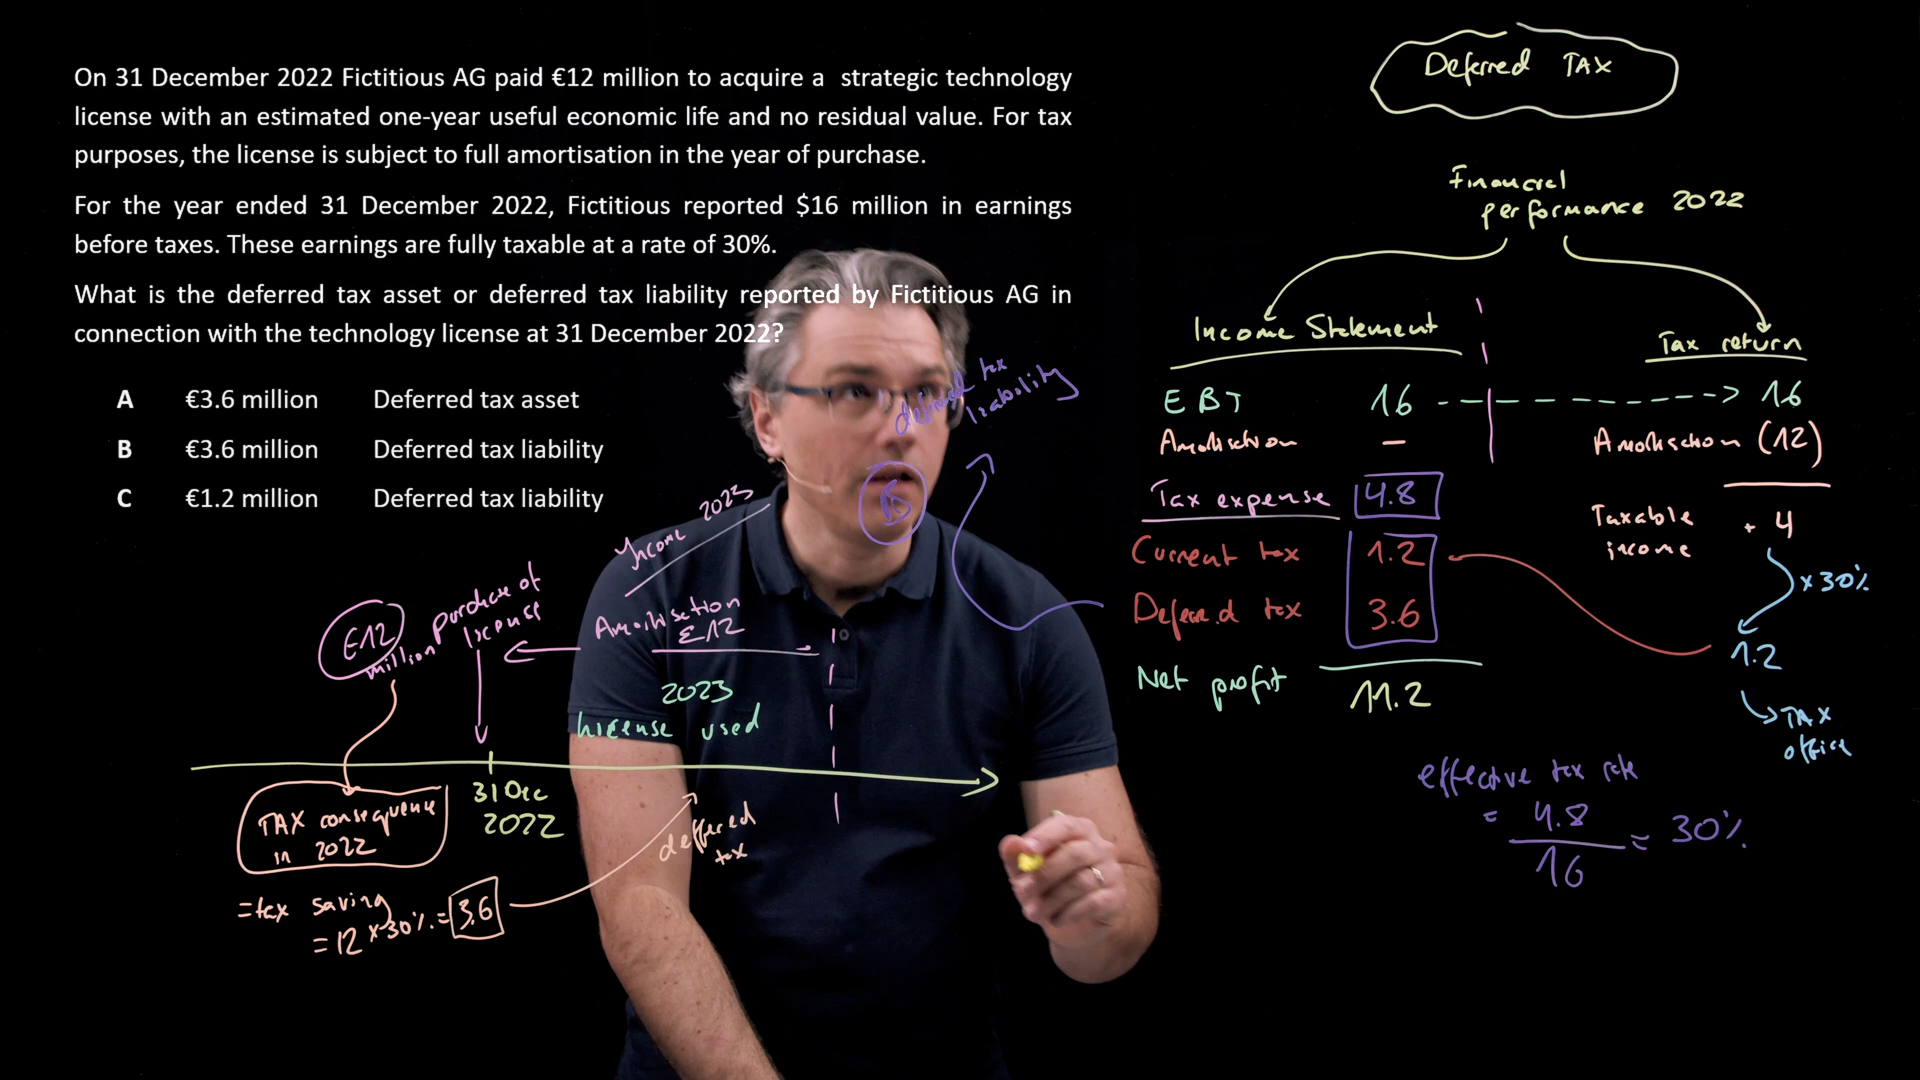 On 31 December 2022 Fictitious AG paid €12 million to acquire a strategic technology
license with an estimated one-year useful economic life and no residual value. For tax
purposes, the license is subject to full amortisation in the year of purchase.
For the year ended 31 December 2022, Fictitious reported $16 million in earnings
before taxes. These earnings are fully taxable at a rate of 30%.
What is the deferred tax asset or deferred tax liability reported by Fictitious AG in
connection with the technology license at 31 December 2022?
A €3.6 million Deferred tax asset
B €3.6 million Deferred tax liability
C €1.2 million Deferred tax liability
€12
million
purchase of
license
Income 2023
Amortisation
€12
2023
license used
31 Dec
2022
TAX consequence
in 2022
= tax saving
= 12 x 30% = 3.6
deffered
tax
deferred tax
liability
B
Deferred TAX
Financial
performance 2022
Income Statement
Tax return
EBT 16 16
Amortisation – Amortisation (12)
Tax expense 4.8
Taxable
income + 4
Current tax 1.2
x 30%
Deferred tax 3.6
1.2
Net profit 11.2
TAX
office
effective tax rate
= 4.8
16
= 30%